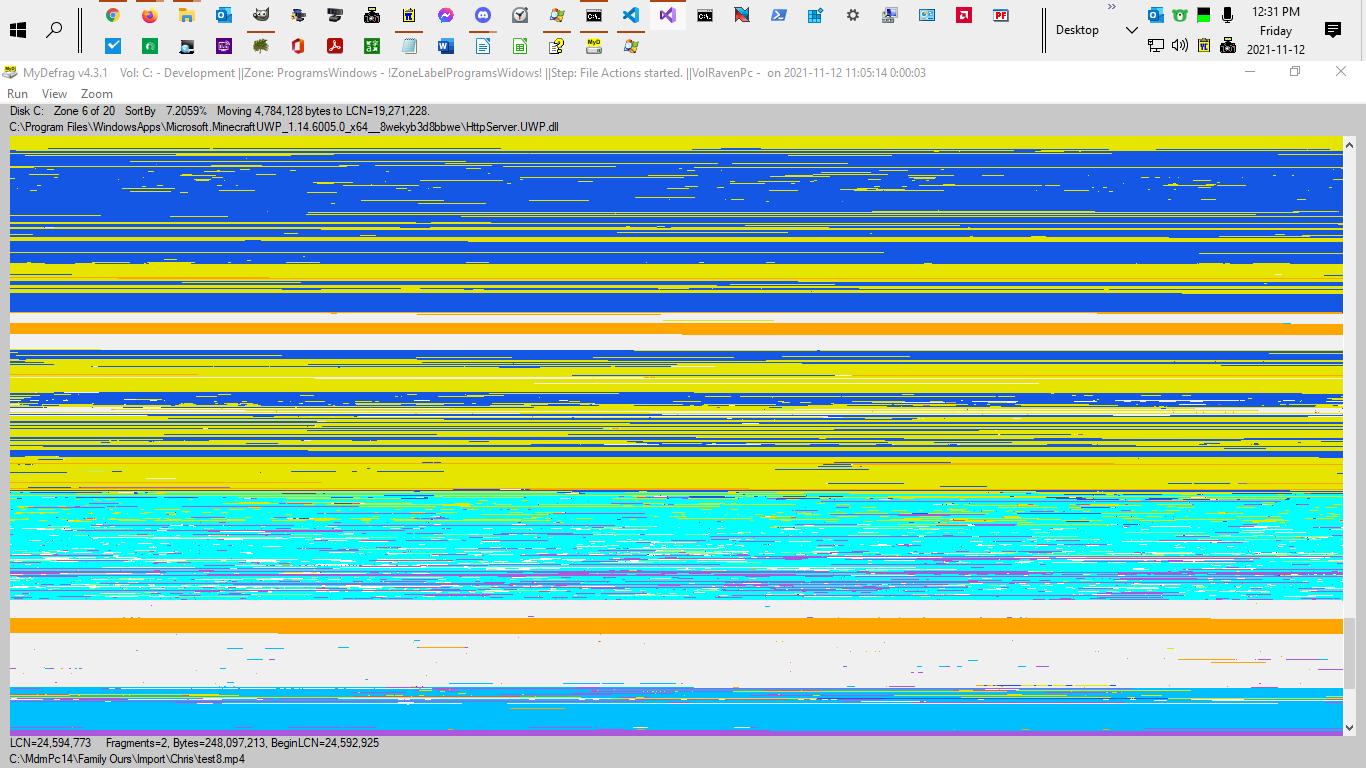 Desktop
12:31 PM
Friday
2021-11-12
MyDefrag v4.3.1 Vol: C: - Development ||Zone: ProgramsWindows - !ZoneLabelProgramsWidows! ||Step: File Actions started. ||VolRavenPc - on 2021-11-12 11:05:14 0:00:03
Run View Zoom
Disk C: Zone 6 of 20 SortBy 7.2059% Moving 4,784,128 bytes to LCN=19,271,228.
C:\Program Files\WindowsApps\Microsoft.MinecraftUWP_1.14.6005.0_x64__8wekyb3d8bbwe\HttpServer.UWP.dll
LCN=24,594,773 Fragments=2, Bytes=248,097,213, BeginLCN=24,592,925
C:\MdmPc14\Family Ours\Import\Chris\test8.mp4